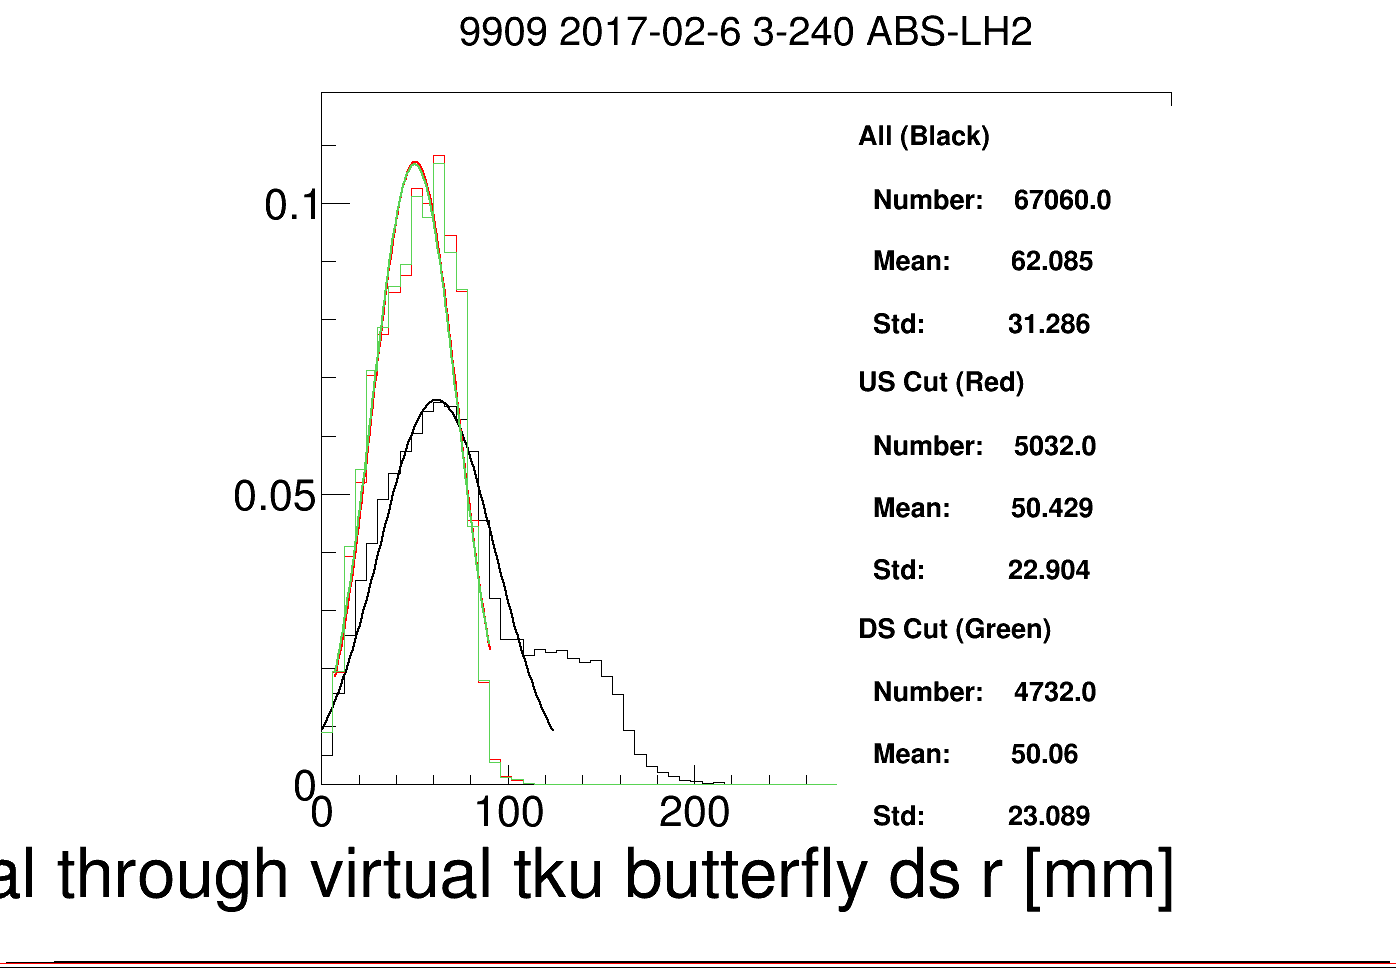 9909 2017-02-6 3-240 ABS-LH2
All (Black)
Number: 67060.0
Mean: 62.085
Std: 31.286
US Cut (Red)
Number: 5032.0
Mean: 50.429
Std: 22.904
DS Cut (Green)
Number: 4732.0
Mean: 50.06
Std: 23.089
0.1
0.05
0
0 100 200
al through virtual tku butterfly ds r [mm]